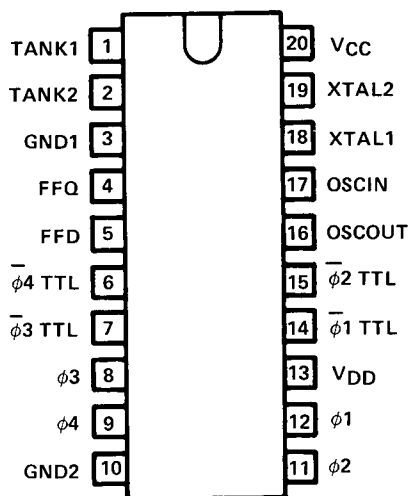 TANK1 1 20 VCC
TANK2 2 19 XTAL2
GND1 3 18 XTAL1
FFQ 4 17 OSCIN
FFD 5 16 OSCOUT
φ̅4 TTL 6 15 φ̅2 TTL
φ̅3 TTL 7 14 φ̅1 TTL
φ3 8 13 VDD
φ4 9 12 φ1
GND2 10 11 φ2